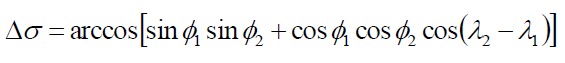 Δσ = arccos[sin ϕ₁ sin ϕ₂ + cos ϕ₁ cos ϕ₂ cos(λ₂ − λ₁)]